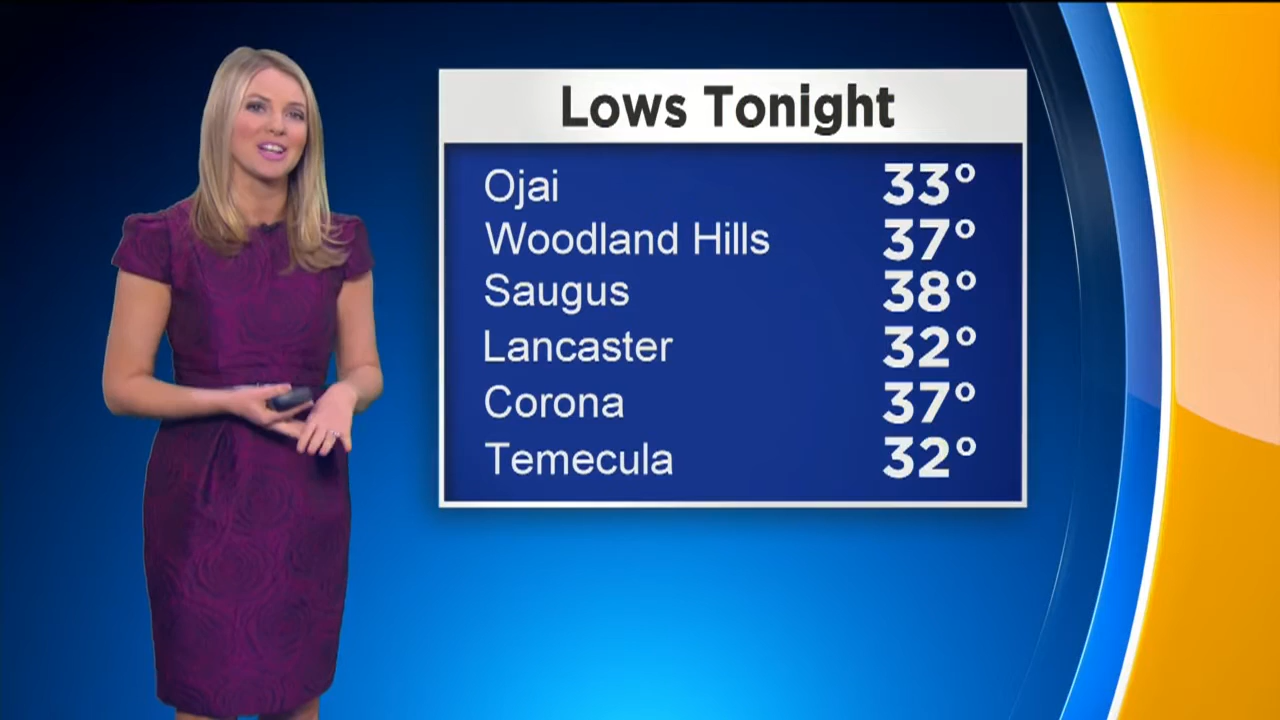 Lows Tonight
Ojai 33°
Woodland Hills 37°
Saugus 38°
Lancaster 32°
Corona 37°
Temecula 32°